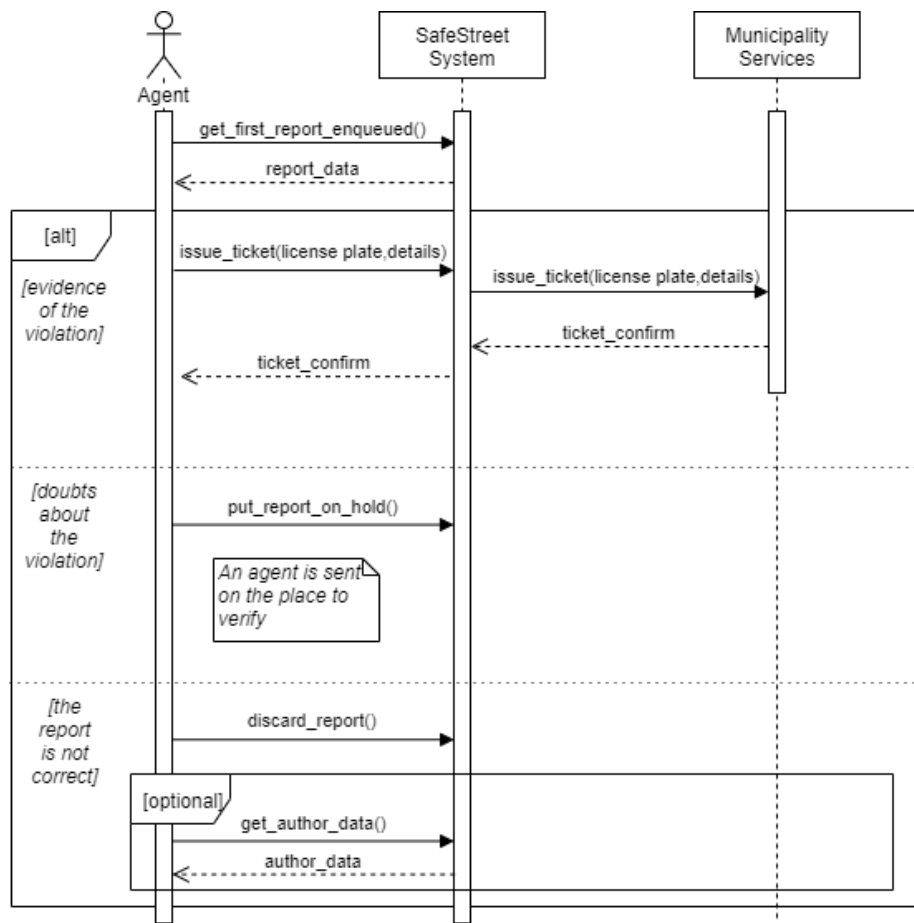 SafeStreet
System
Municipality
Services
Agent
get_first_report_enqueued()
report_data
[alt]
issue_ticket(license plate,details)
[evidence
of the
violation]
issue_ticket(license plate,details)
ticket_confirm
ticket_confirm
[doubts
about
the
violation]
put_report_on_hold()
An agent is sent
on the place to
verify
[the
report
is not
correct]
discard_report()
[optional]
get_author_data()
author_data